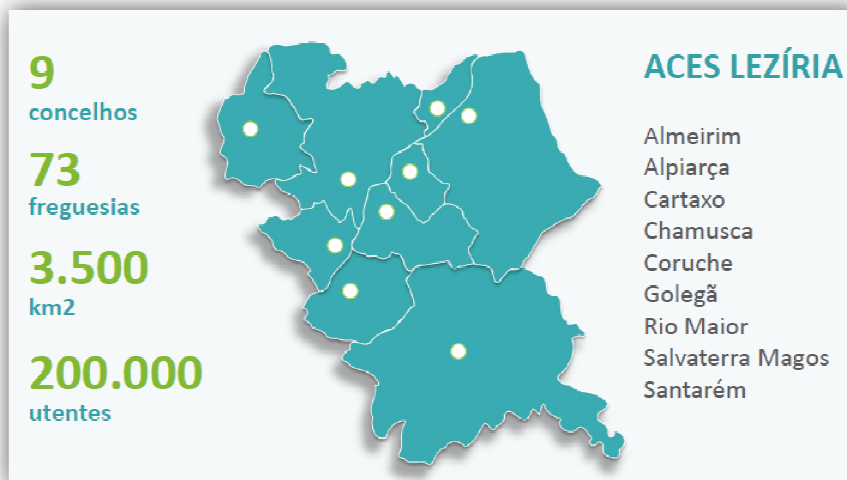 9
concelhos
73
freguesias
3.500
km2
200.000
utentes
ACES LEZÍRIA
Almeirim
Alpiarça
Cartaxo
Chamusca
Coruche
Golegã
Rio Maior
Salvaterra Magos
Santarém